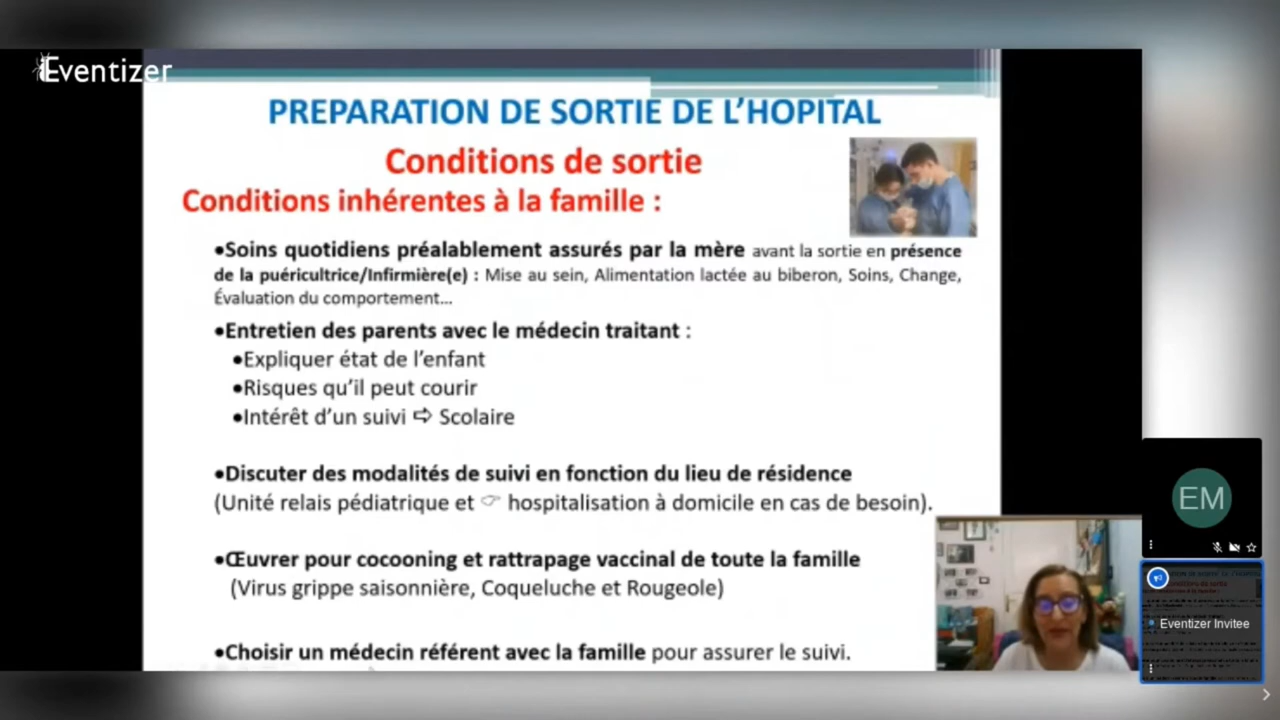 Eventizer
PREPARATION DE SORTIE DE L’HOPITAL
Conditions de sortie
Conditions inhérentes à la famille :
•Soins quotidiens préalablement assurés par la mère avant la sortie en présence
de la puéricultrice/Infirmière(e) : Mise au sein, Alimentation lactée au biberon, Soins, Change,
Évaluation du comportement...
•Entretien des parents avec le médecin traitant :
•Expliquer état de l’enfant
•Risques qu’il peut courir
•Intérêt d’un suivi ⇨ Scolaire
•Discuter des modalités de suivi en fonction du lieu de résidence
(Unité relais pédiatrique et ☞ hospitalisation à domicile en cas de besoin).
•Œuvrer pour cocooning et rattrapage vaccinal de toute la famille
(Virus grippe saisonnière, Coqueluche et Rougeole)
•Choisir un médecin référent avec la famille pour assurer le suivi.
EM
Eventizer Invitee